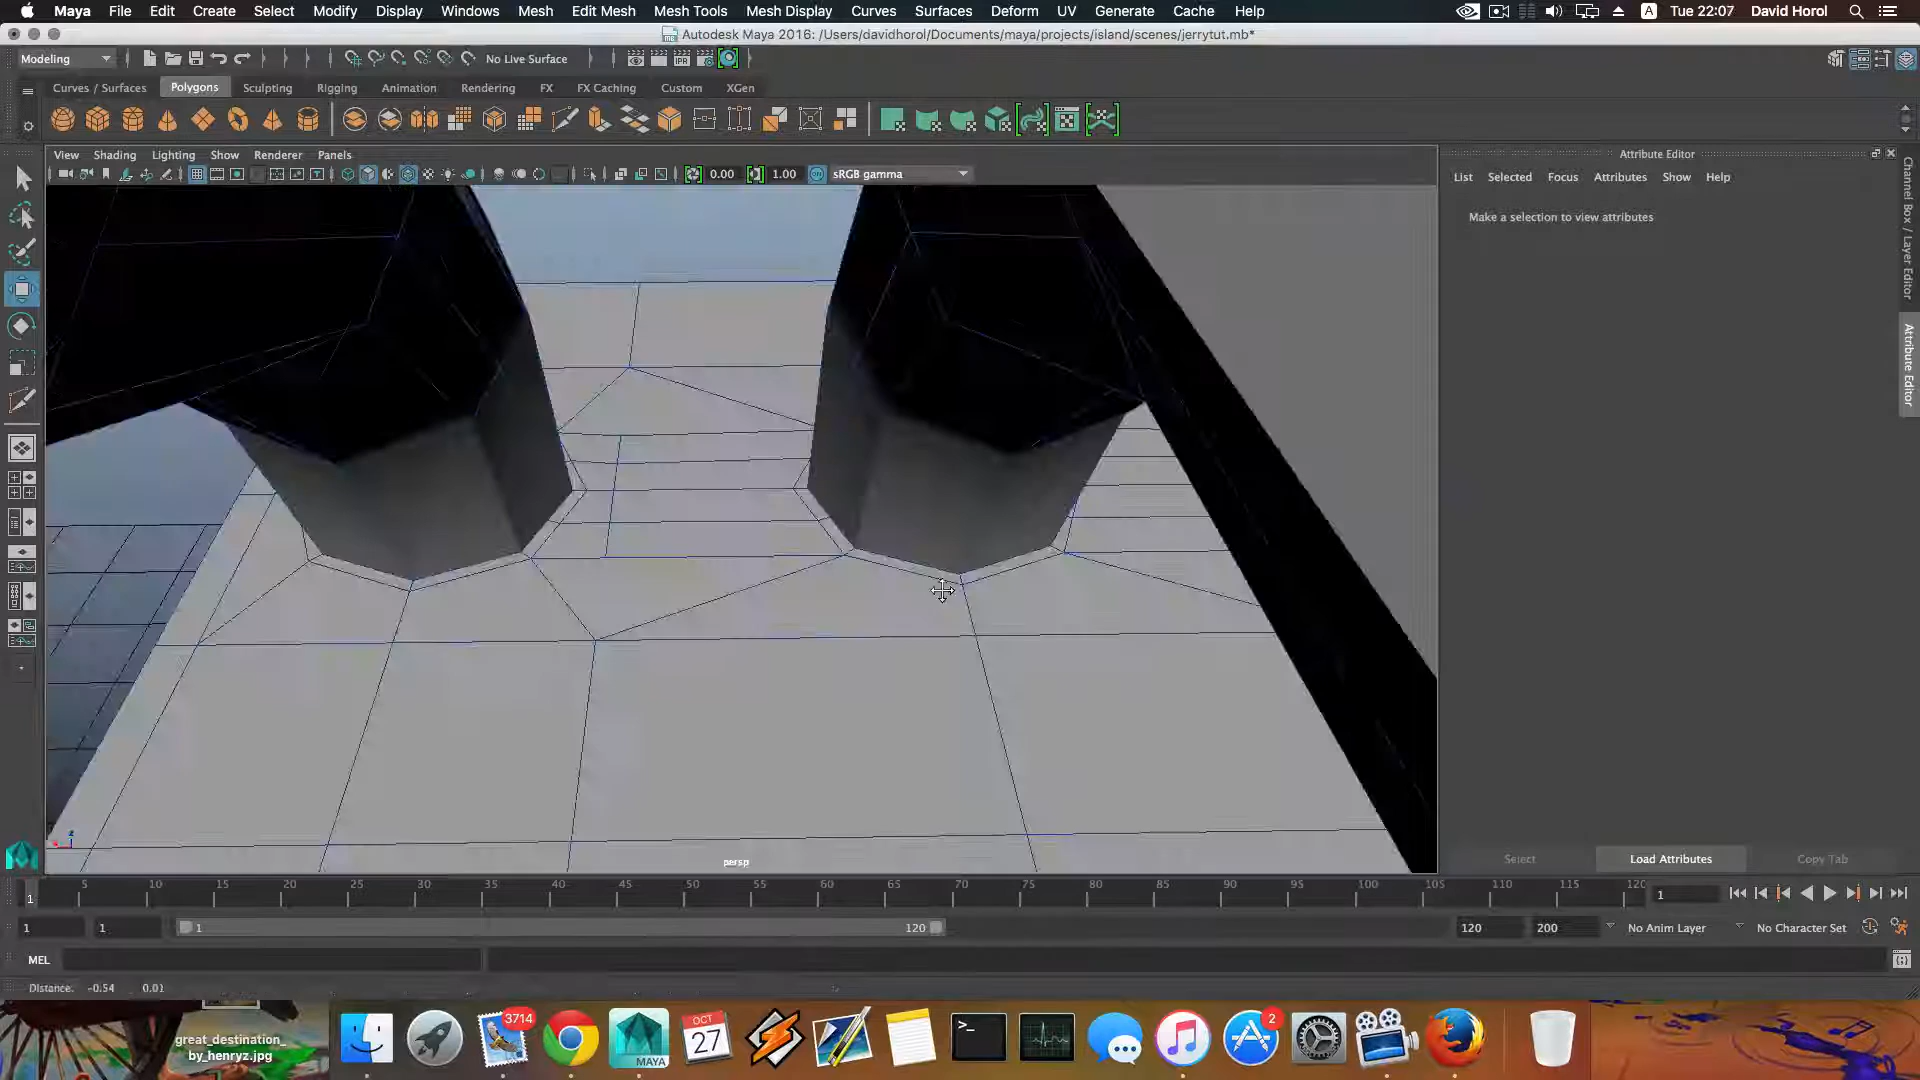 Maya File Edit Create Select Modify Display Windows Mesh Edit Mesh Mesh Tools Mesh Display Curves Surfaces Deform UV Generate Cache Help A Tue 22:07 David Horol
Autodesk Maya 2016: /Users/davidhorol/Documents/maya/projects/island/scenes/jerrytut.mb*
Modeling No Live Surface
Curves / Surfaces Polygons Sculpting Rigging Animation Rendering FX FX Caching Custom XGen
View Shading Lighting Show Renderer Panels
0.00 1.00 sRGB gamma
Attribute Editor
List Selected Focus Attributes Show Help
Make a selection to view attributes
Channel Box / Layer Editor
Attribute Editor
persp
Select Load Attributes Copy Tab
1 5 10 15 20 25 30 35 40 45 50 55 60 65 70 75 80 85 90 95 100 105 110 115 120 1
1 1 1 120 120 200 No Anim Layer No Character Set
MEL
Distance: -0.54 0.01
great_destination_
by_henryz.jpg
3714
OCT
27
MAYA
2